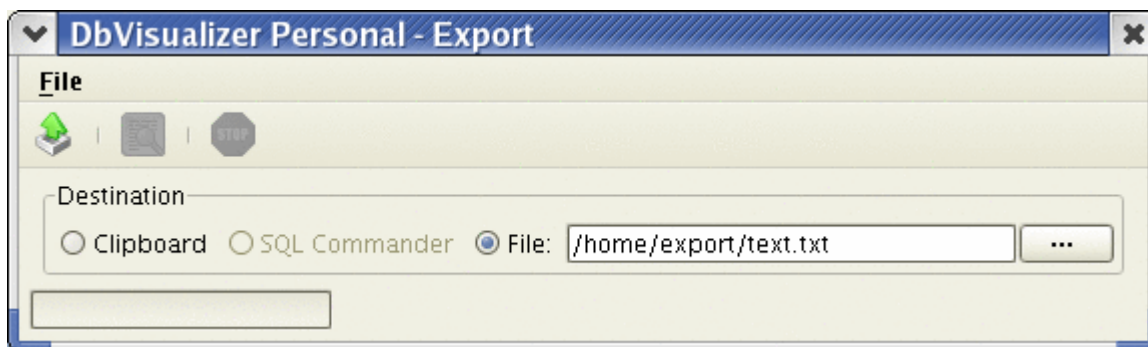 DbVisualizer Personal - Export
File
STOP
Destination
Clipboard SQL Commander File: /home/export/text.txt ...